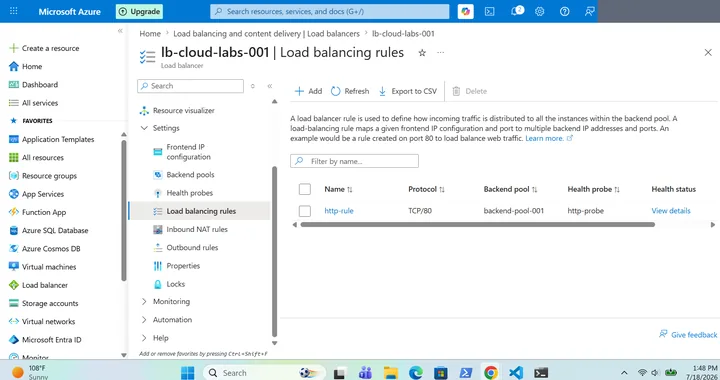 Microsoft Azure
Upgrade
Search resources, services, and docs (G+/)
2
Create a resource
Home
Dashboard
All services
FAVORITES
Application Templates
All resources
Resource groups
App Services
Function App
Azure SQL Database
Azure Cosmos DB
Virtual machines
Load balancer
Storage accounts
Virtual networks
Microsoft Entra ID
Monitor
Home > Load balancing and content delivery | Load balancers > lb-cloud-labs-001
lb-cloud-labs-001 | Load balancing rules
Load balancer
Search
Resource visualizer
Settings
Frontend IP
configuration
Backend pools
Health probes
Load balancing rules
Inbound NAT rules
Outbound rules
Properties
Locks
Monitoring
Automation
Help
Add or remove favorites by pressing Ctrl+Shift+F
Add Refresh Export to CSV Delete
A load balancer rule is used to define how incoming traffic is distributed to all the instances within the backend pool. A
load-balancing rule maps a given frontend IP configuration and port to multiple backend IP addresses and ports. An
example would be a rule created on port 80 to load balance web traffic. Learn more.
Filter by name...
Name Protocol Backend pool Health probe Health status
http-rule TCP/80 backend-pool-001 http-probe View details
Give feedback
108°F
Sunny
Search
1:48 PM
7/18/2026